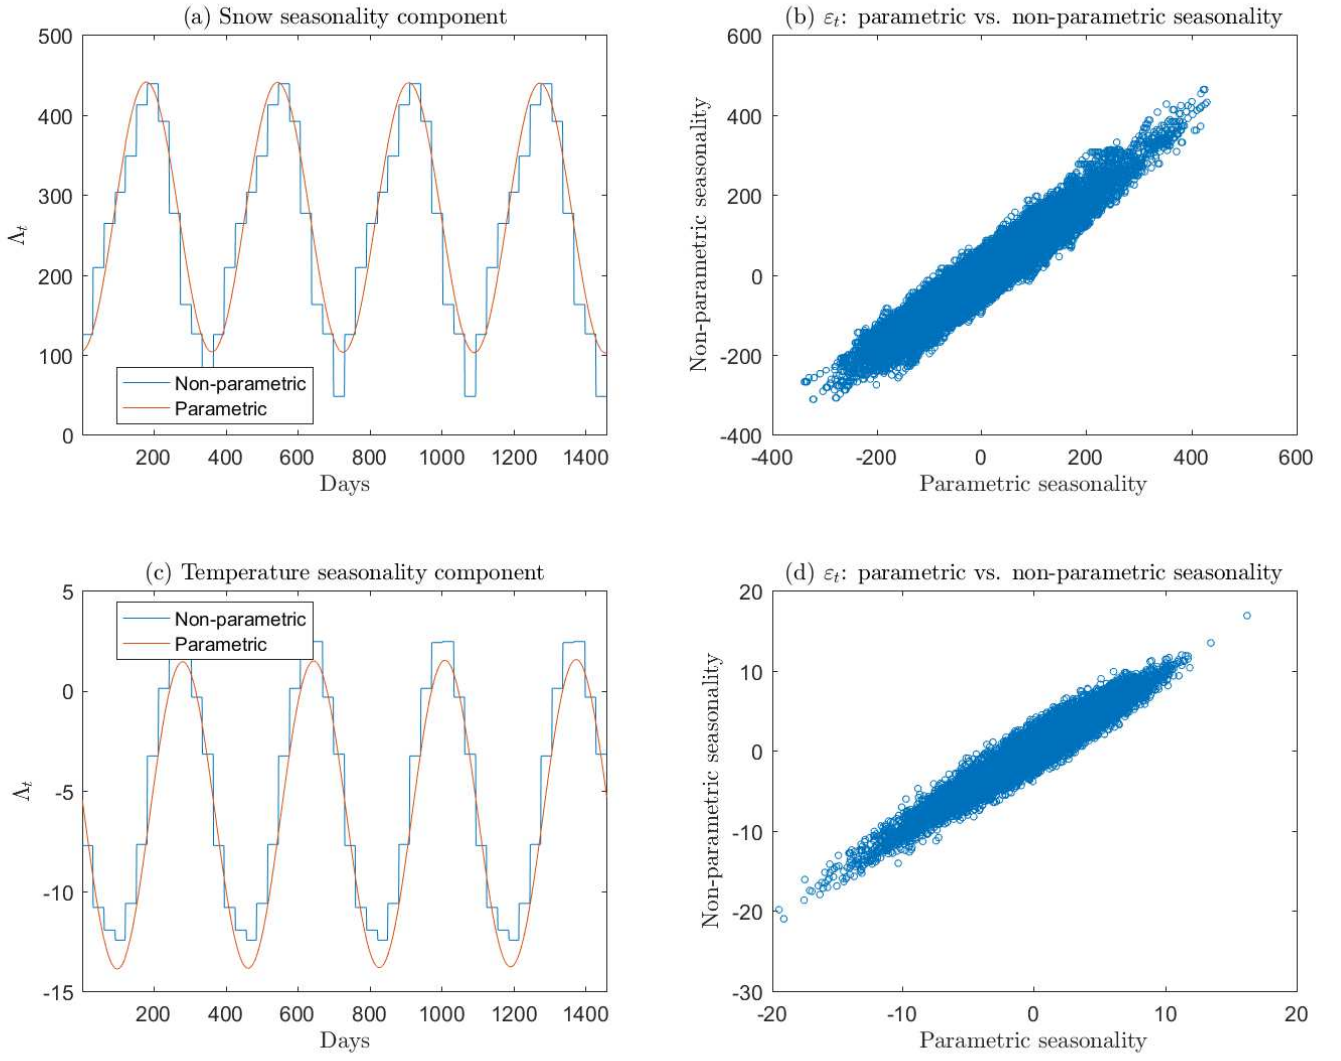 (a) Snow seasonality component
600
500
400
300
200
100
0
Λt
Non-parametric
Parametric
200 400 600 800 1000 1200 1400
Days
(b) εt: parametric vs. non-parametric seasonality
600
400
200
0
-200
-400
Non-parametric seasonality
-400 -200 0 200 400 600
Parametric seasonality
(c) Temperature seasonality component
5
0
-5
-10
-15
Λt
Non-parametric
Parametric
200 400 600 800 1000 1200 1400
Days
(d) εt: parametric vs. non-parametric seasonality
20
10
0
-10
-20
-30
Non-parametric seasonality
-20 -10 0 10 20
Parametric seasonality